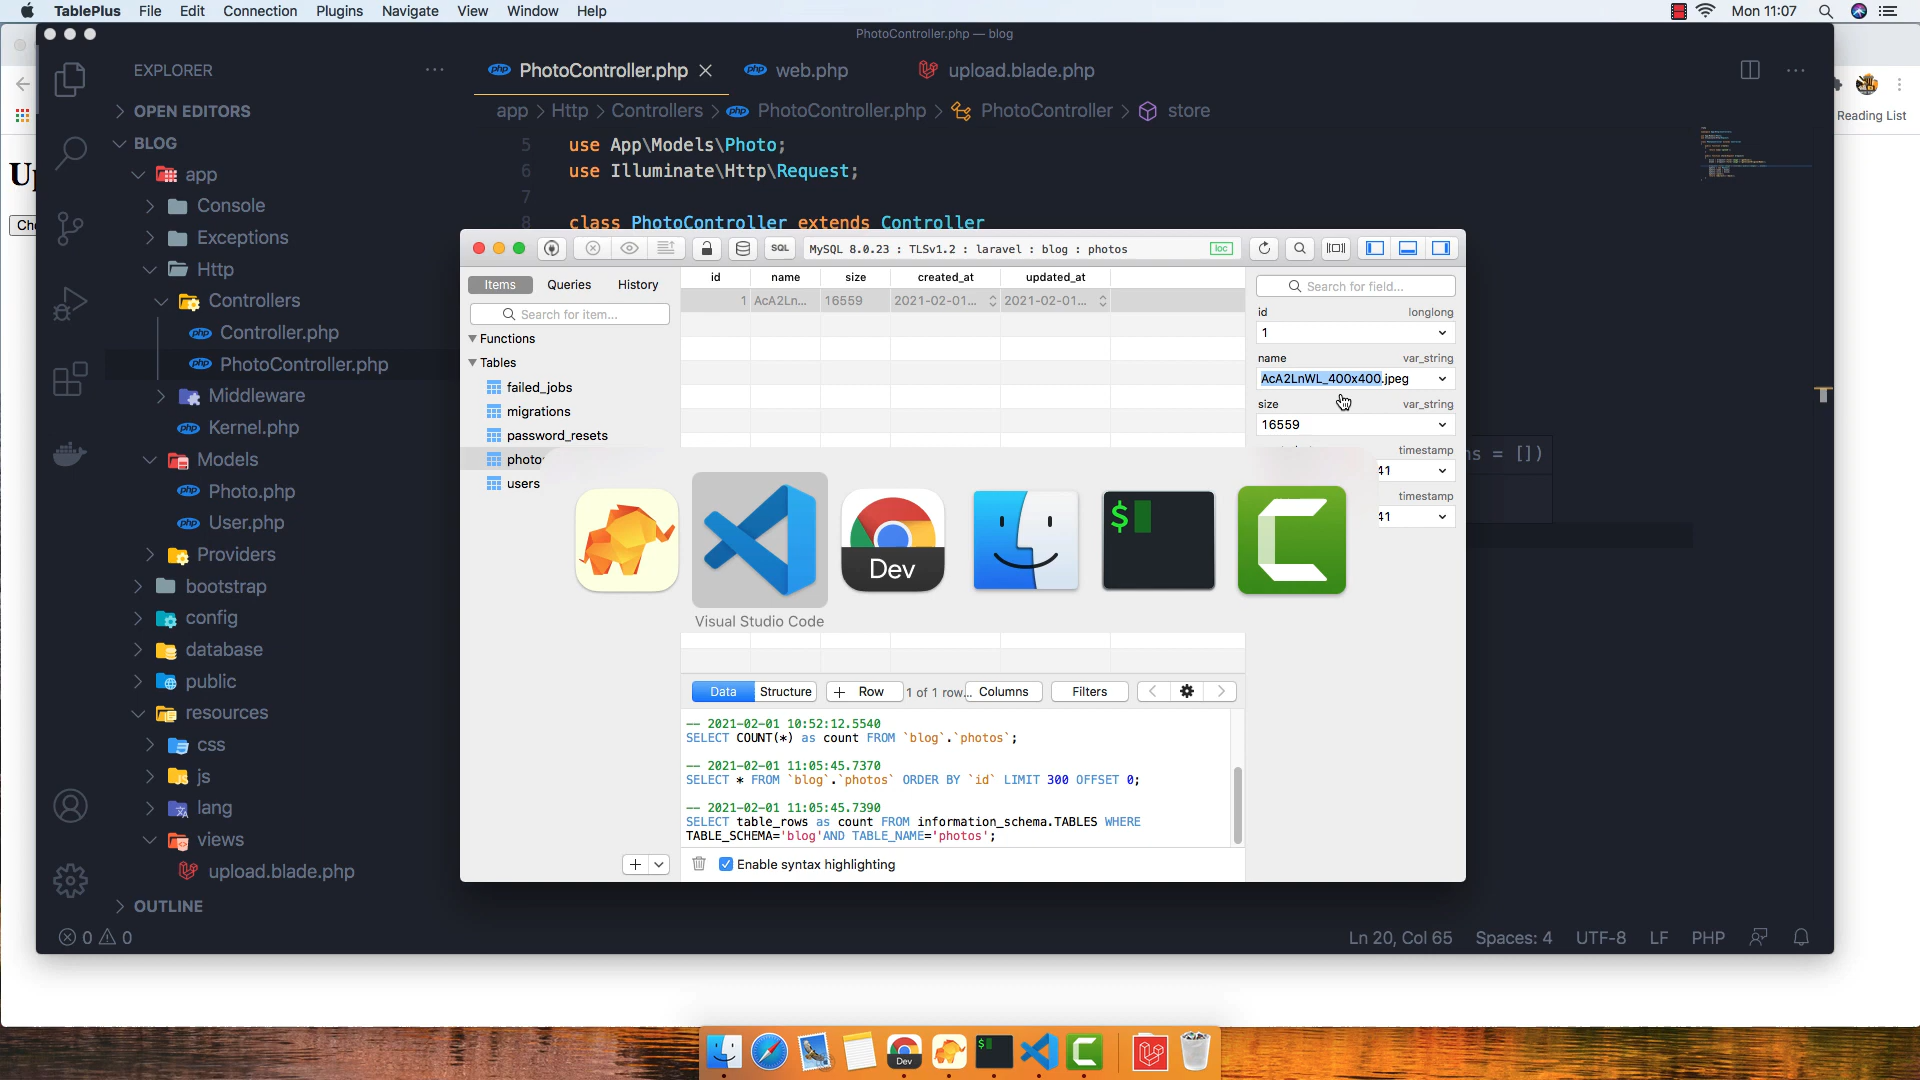 TablePlus File Edit Connection Plugins Navigate View Window Help
Mon 11:07
PhotoController.php — blog
EXPLORER
PhotoController.php
web.php
upload.blade.php
OPEN EDITORS
app > Http > Controllers > PhotoController.php > PhotoController > store
Reading List
BLOG
5 use App\Models\Photo;
6 use Illuminate\Http\Request;
7
8 class PhotoController extends Controller
app
Console
Exceptions
Http
Controllers
Controller.php
PhotoController.php
Middleware
Kernel.php
Models
Photo.php
User.php
Providers
bootstrap
config
database
public
resources
css
js
lang
views
upload.blade.php
OUTLINE
SQL
MySQL 8.0.23 : TLSv1.2 : laravel : blog : photos
loc
Items Queries History
Search for item...
Functions
Tables
failed_jobs
migrations
password_resets
photo
users
id name size created_at updated_at
1 AcA2Ln... 16559 2021-02-01... 2021-02-01...
Search for field...
id longlong
1
name var_string
AcA2LnWL_400x400.jpeg
size var_string
16559
timestamp
41
timestamp
41
= [])
$
Dev
Visual Studio Code
Data Structure + Row 1 of 1 row... Columns Filters
-- 2021-02-01 10:52:12.5540
SELECT COUNT(*) as count FROM `blog`.`photos`;
-- 2021-02-01 11:05:45.7370
SELECT * FROM `blog`.`photos` ORDER BY `id` LIMIT 300 OFFSET 0;
-- 2021-02-01 11:05:45.7390
SELECT table_rows as count FROM information_schema.TABLES WHERE
TABLE_SCHEMA='blog'AND TABLE_NAME='photos';
Enable syntax highlighting
0 0
Ln 20, Col 65 Spaces: 4 UTF-8 LF PHP
Dev
$